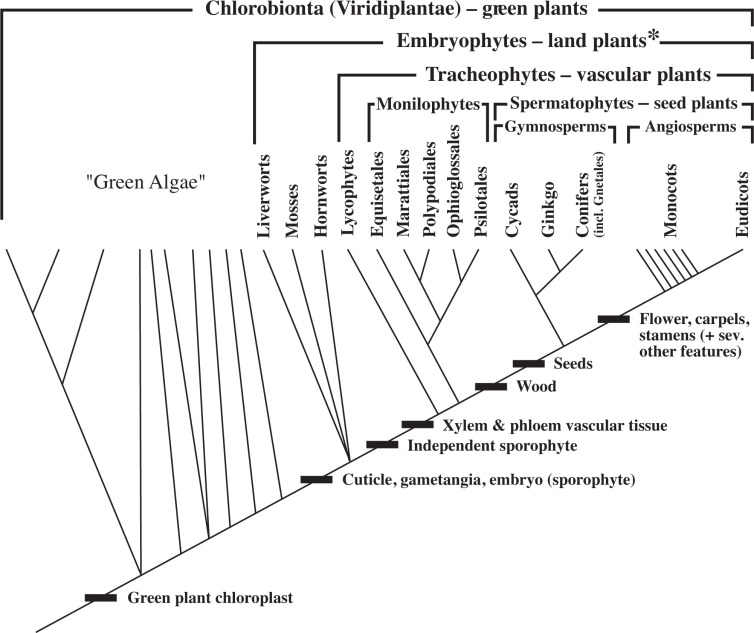 Chlorobionta (Viridiplantae) – green plants
Embryophytes – land plants*
Tracheophytes – vascular plants
Monilophytes
Spermatophytes – seed plants
Gymnosperms
Angiosperms
"Green Algae"
Liverworts
Mosses
Hornworts
Lycophytes
Equisetales
Marattiales
Polypodiales
Ophioglossales
Psilotales
Cycads
Ginkgo
Conifers
(incl. Gnetales)
Monocots
Eudicots
Flower, carpels,
stamens (+ sev.
other features)
Seeds
Wood
Xylem & phloem vascular tissue
Independent sporophyte
Cuticle, gametangia, embryo (sporophyte)
Green plant chloroplast